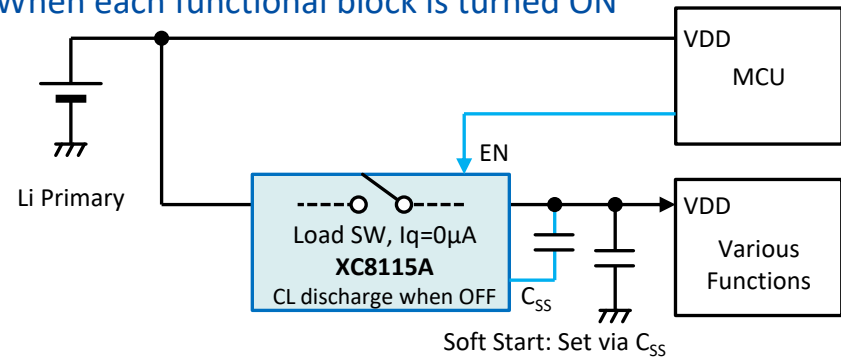 When each functional block is turned ON
VDD
MCU
EN
Li Primary
Load SW, Iq=0µA
XC8115A
CL discharge when OFF
CSS
VDD
Various
Functions
Soft Start: Set via CSS